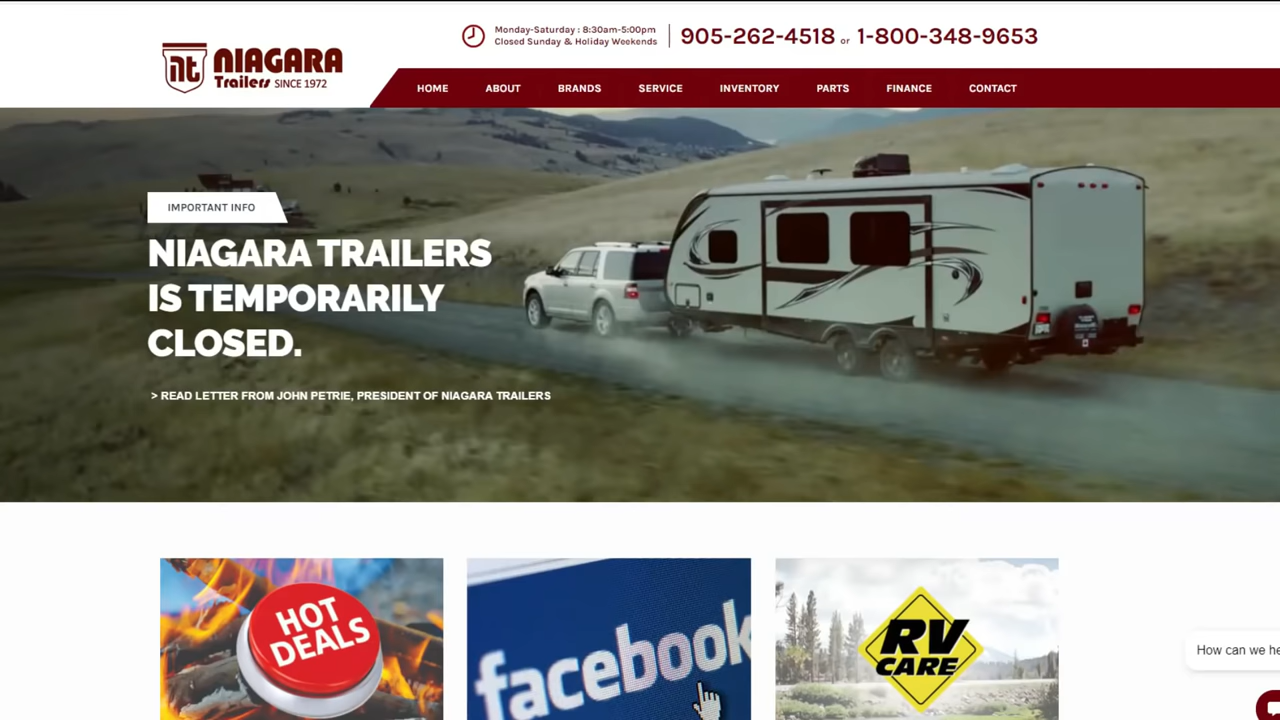 Monday-Saturday : 8:30am-5:00pm
Closed Sunday & Holiday Weekends
905-262-4518 or 1-800-348-9653
nt NIAGARA
Trailers SINCE 1972
HOME ABOUT BRANDS SERVICE INVENTORY PARTS FINANCE CONTACT
IMPORTANT INFO
NIAGARA TRAILERS
IS TEMPORARILY
CLOSED.
> READ LETTER FROM JOHN PETRIE, PRESIDENT OF NIAGARA TRAILERS
HOT
DEALS
facebook
RV
CARE
How can we he